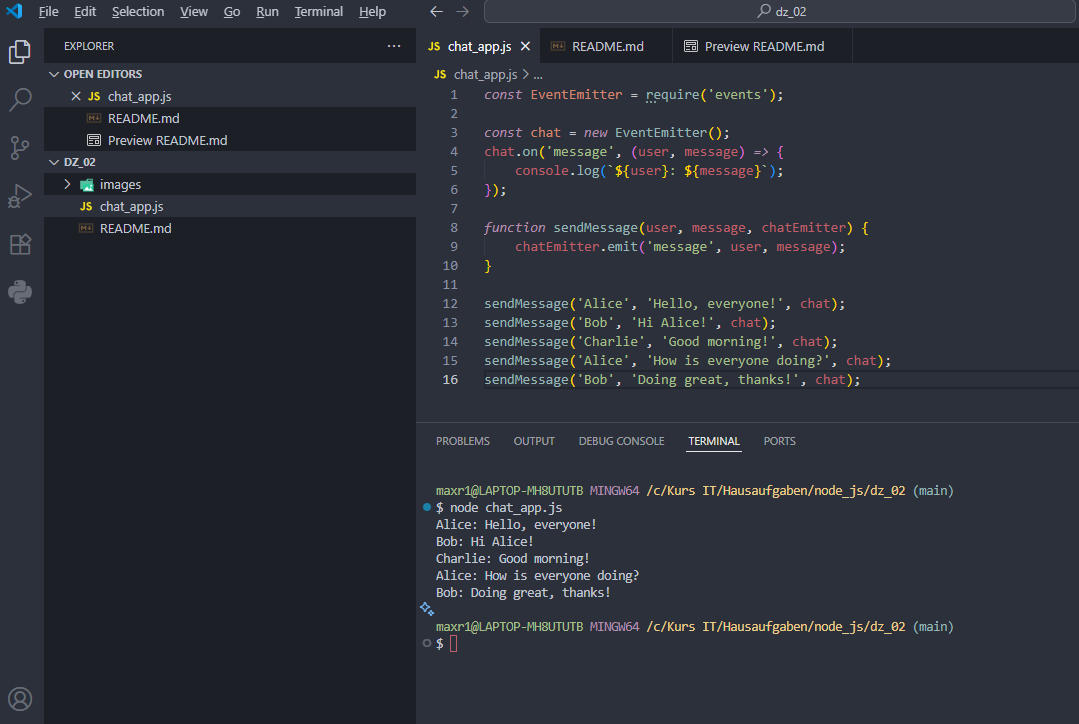 File Edit Selection View Go Run Terminal Help
dz_02
EXPLORER
OPEN EDITORS
JS chat_app.js
README.md
Preview README.md
DZ_02
images
JS chat_app.js
README.md
JS chat_app.js README.md Preview README.md
JS chat_app.js > ...
1 const EventEmitter = require('events');
2
3 const chat = new EventEmitter();
4 chat.on('message', (user, message) => {
5     console.log(`${user}: ${message}`);
6 });
7
8 function sendMessage(user, message, chatEmitter) {
9     chatEmitter.emit('message', user, message);
10 }
11
12 sendMessage('Alice', 'Hello, everyone!', chat);
13 sendMessage('Bob', 'Hi Alice!', chat);
14 sendMessage('Charlie', 'Good morning!', chat);
15 sendMessage('Alice', 'How is everyone doing?', chat);
16 sendMessage('Bob', 'Doing great, thanks!', chat);
PROBLEMS OUTPUT DEBUG CONSOLE TERMINAL PORTS
maxr1@LAPTOP-MH8UTUTB MINGW64 /c/Kurs IT/Hausaufgaben/node_js/dz_02 (main)
$ node chat_app.js
Alice: Hello, everyone!
Bob: Hi Alice!
Charlie: Good morning!
Alice: How is everyone doing?
Bob: Doing great, thanks!
maxr1@LAPTOP-MH8UTUTB MINGW64 /c/Kurs IT/Hausaufgaben/node_js/dz_02 (main)
$